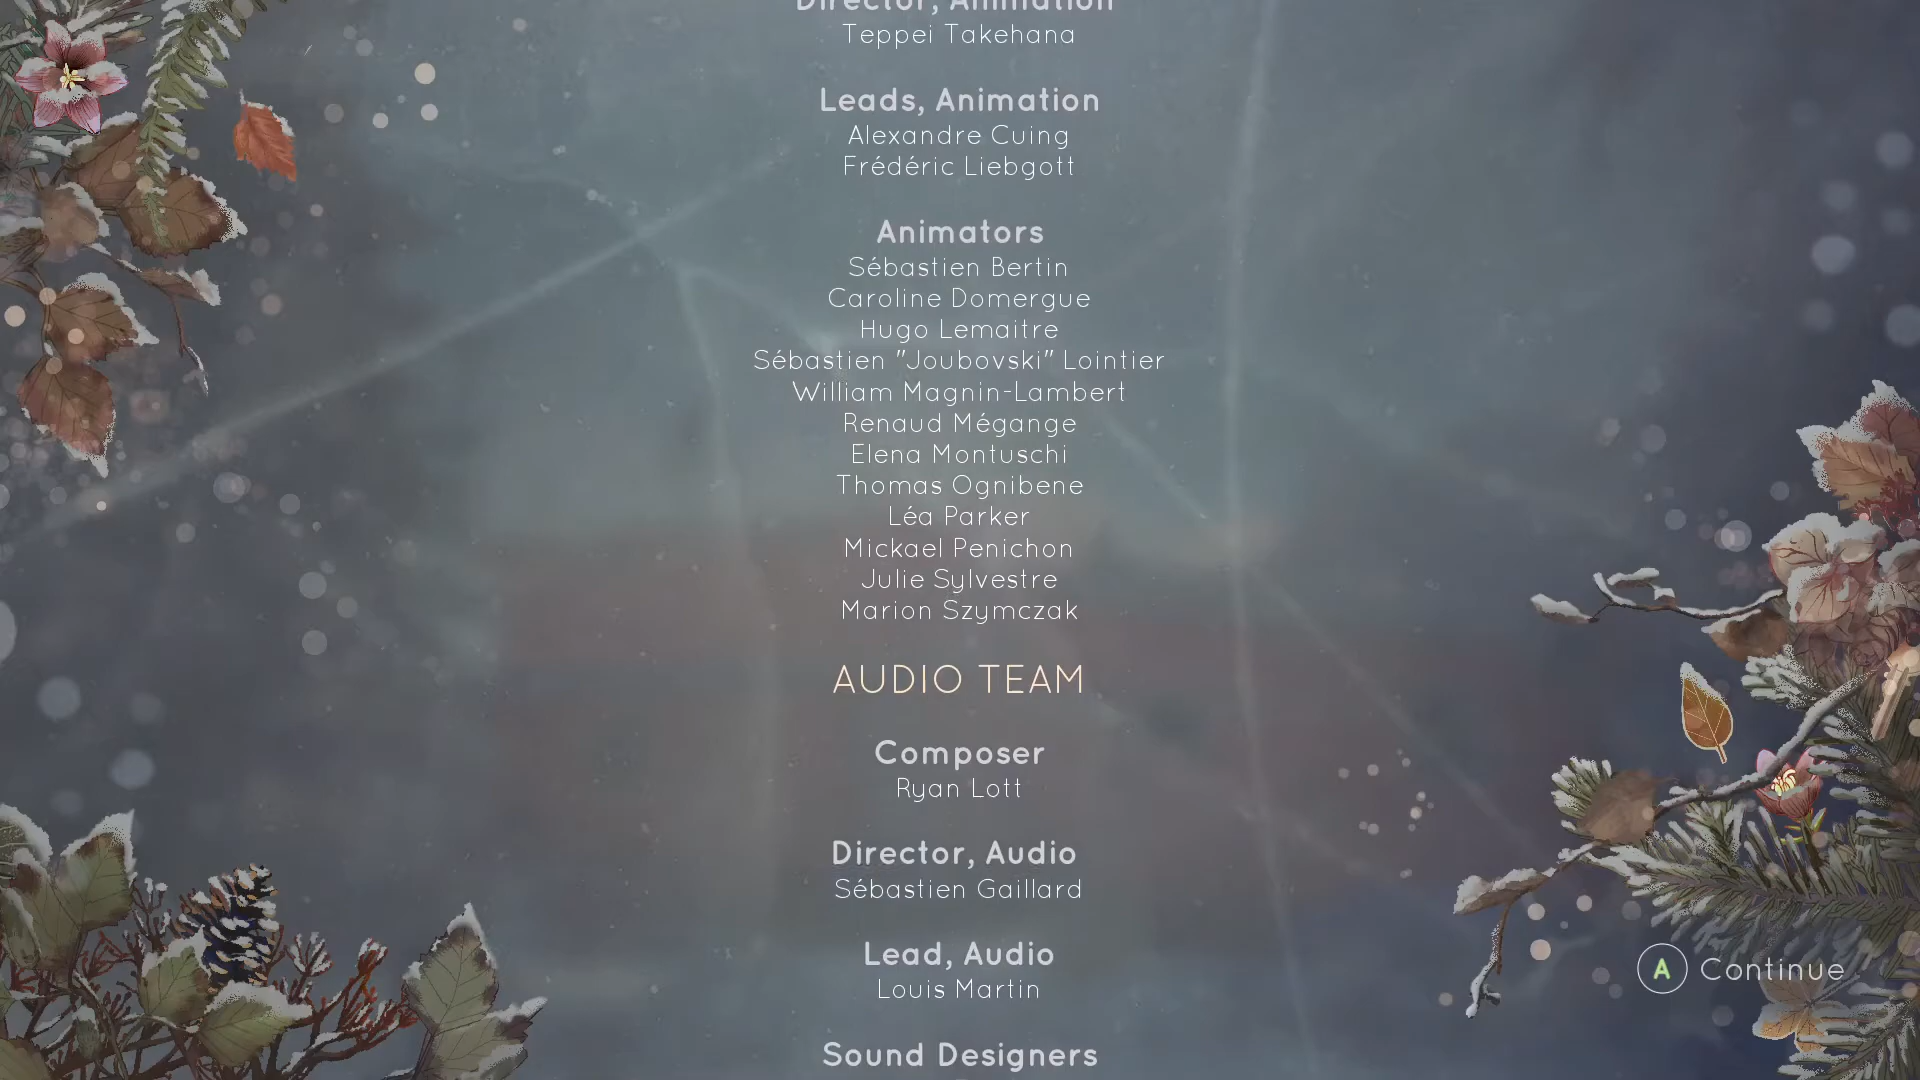 Director, Animation
Teppei Takehana
Leads, Animation
Alexandre Cuing
Frédéric Liebgott
Animators
Sébastien Bertin
Caroline Domergue
Hugo Lemaitre
Sébastien "Joubovski" Lointier
William Magnin-Lambert
Renaud Mégange
Elena Montuschi
Thomas Ognibene
Léa Parker
Mickael Penichon
Julie Sylvestre
Marion Szymczak
AUDIO TEAM
Composer
Ryan Lott
Director, Audio
Sébastien Gaillard
Lead, Audio
Louis Martin
A Continue
Sound Designers